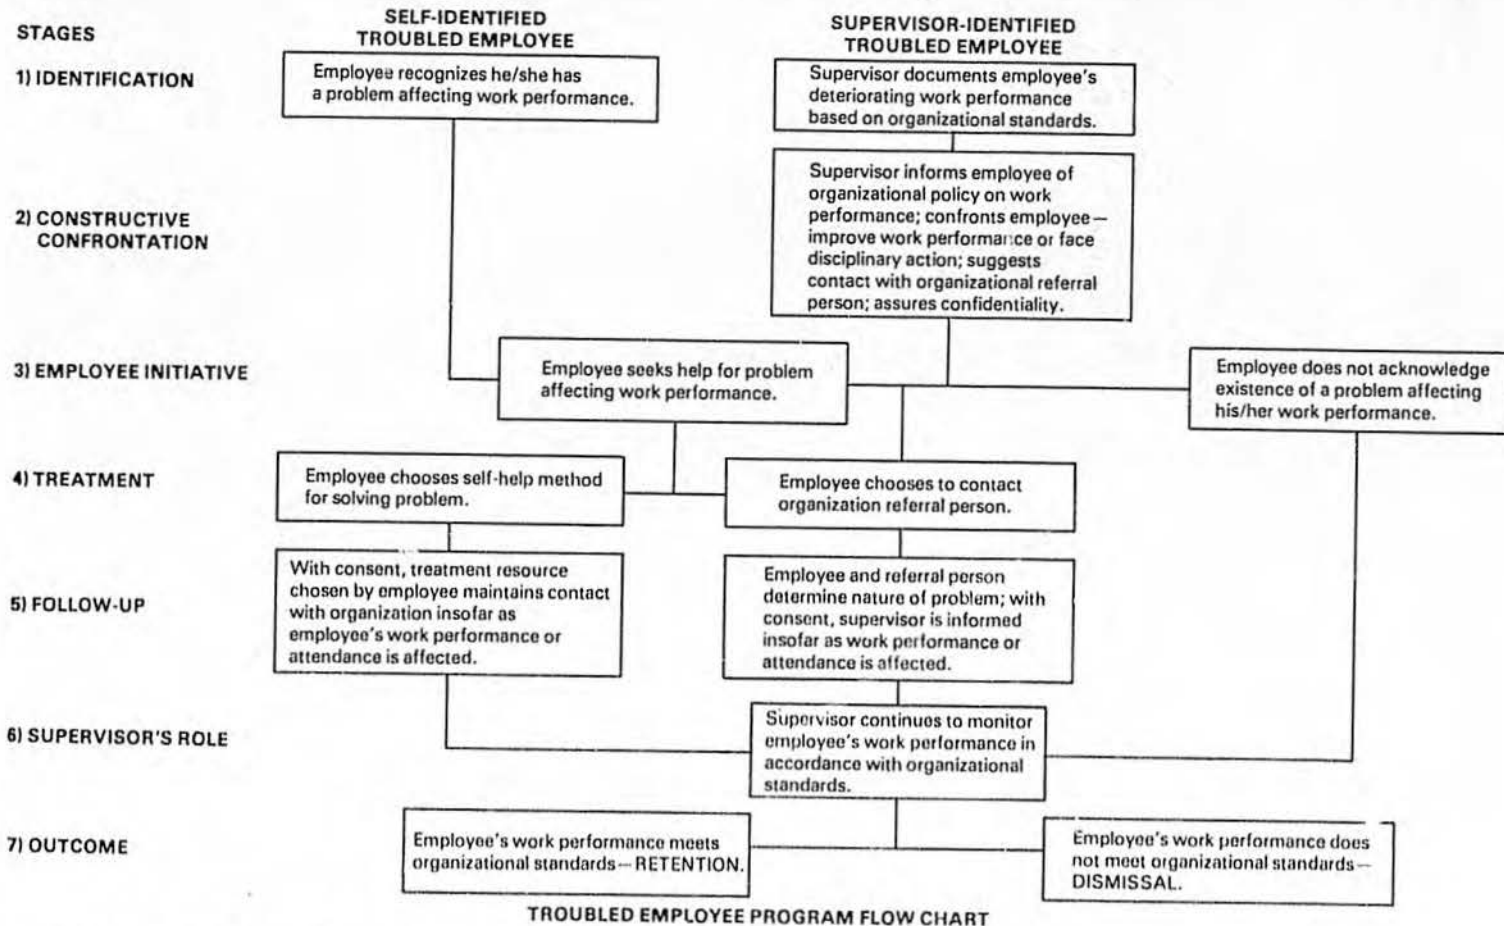 STAGES
SELF-IDENTIFIED
TROUBLED EMPLOYEE
SUPERVISOR-IDENTIFIED
TROUBLED EMPLOYEE
1) IDENTIFICATION
Employee recognizes he/she has
a problem affecting work performance.
Supervisor documents employee's
deteriorating work performance
based on organizational standards.
2) CONSTRUCTIVE
CONFRONTATION
Supervisor informs employee of
organizational policy on work
performance; confronts employee—
improve work performance or face
disciplinary action; suggests
contact with organizational referral
person; assures confidentiality.
3) EMPLOYEE INITIATIVE
Employee seeks help for problem
affecting work performance.
Employee does not acknowledge
existence of a problem affecting
his/her work performance.
4) TREATMENT
Employee chooses self-help method
for solving problem.
Employee chooses to contact
organization referral person.
5) FOLLOW-UP
With consent, treatment resource
chosen by employee maintains contact
with organization insofar as
employee's work performance or
attendance is affected.
Employee and referral person
determine nature of problem; with
consent, supervisor is informed
insofar as work performance or
attendance is affected.
6) SUPERVISOR'S ROLE
Supervisor continues to monitor
employee's work performance in
accordance with organizational
standards.
7) OUTCOME
Employee's work performance meets
organizational standards—RETENTION.
Employee's work performance does
not meet organizational standards—
DISMISSAL.
TROUBLED EMPLOYEE PROGRAM FLOW CHART